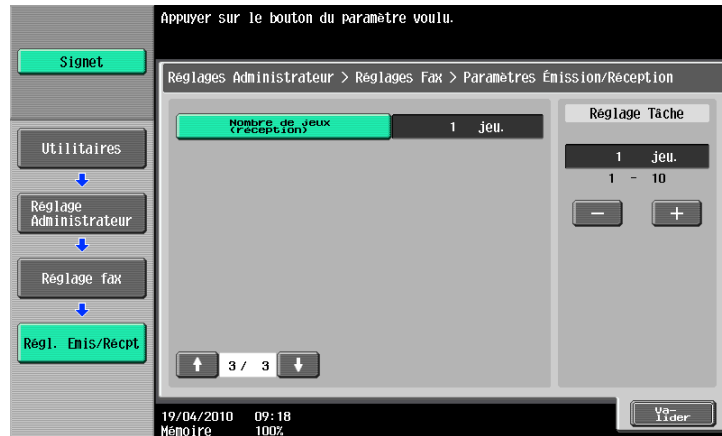 Appuyer sur le bouton du paramètre voulu.
Signet
Réglages Administrateur > Réglages Fax > Paramètres Émission/Réception
Nombre de jeux
(réception)
1 jeu.
Réglage Tâche
1 jeu.
1 - 10
Utilitaires
Réglage
Administrateur
Réglage fax
Régl. Emis/Récpt
3/ 3
19/04/2010 09:18
Mémoire 100%
Va-
lider